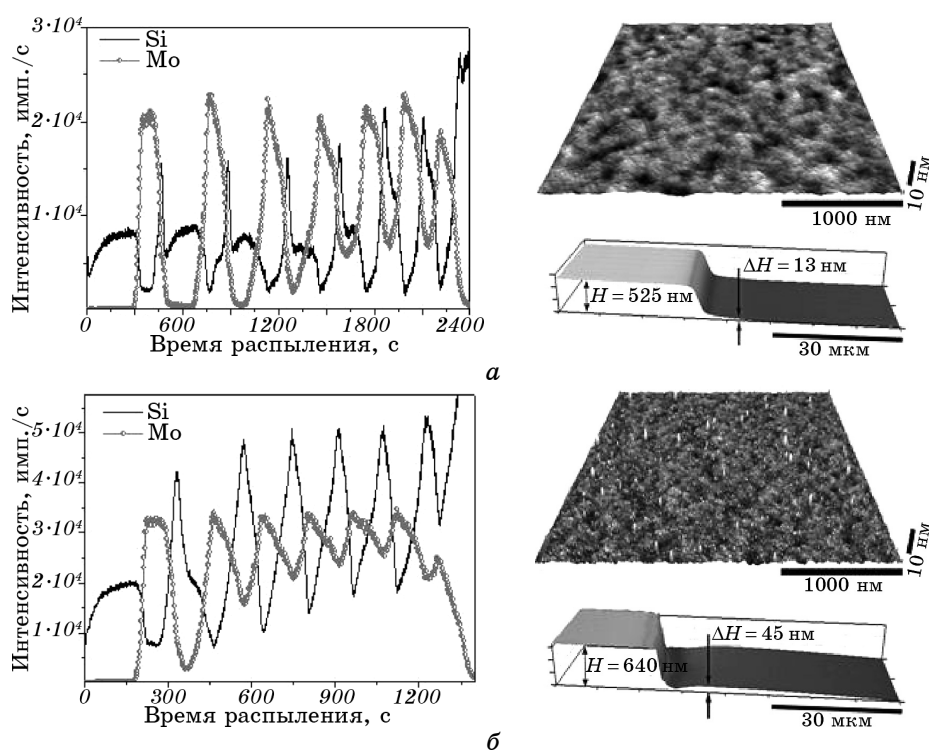 3·10⁴
2·10⁴
1·10⁴
Интенсивность, имп./с
Si
Mo
0 600 1200 1800 2400
Время распыления, с
10 нм
1000 нм
ΔH = 13 нм
H = 525 нм
30 мкм
а
5·10⁴
4·10⁴
3·10⁴
2·10⁴
1·10⁴
Интенсивность, имп./с
Si
Mo
0 300 600 900 1200
Время распыления, с
10 нм
1000 нм
ΔH = 45 нм
H = 640 нм
30 мкм
б